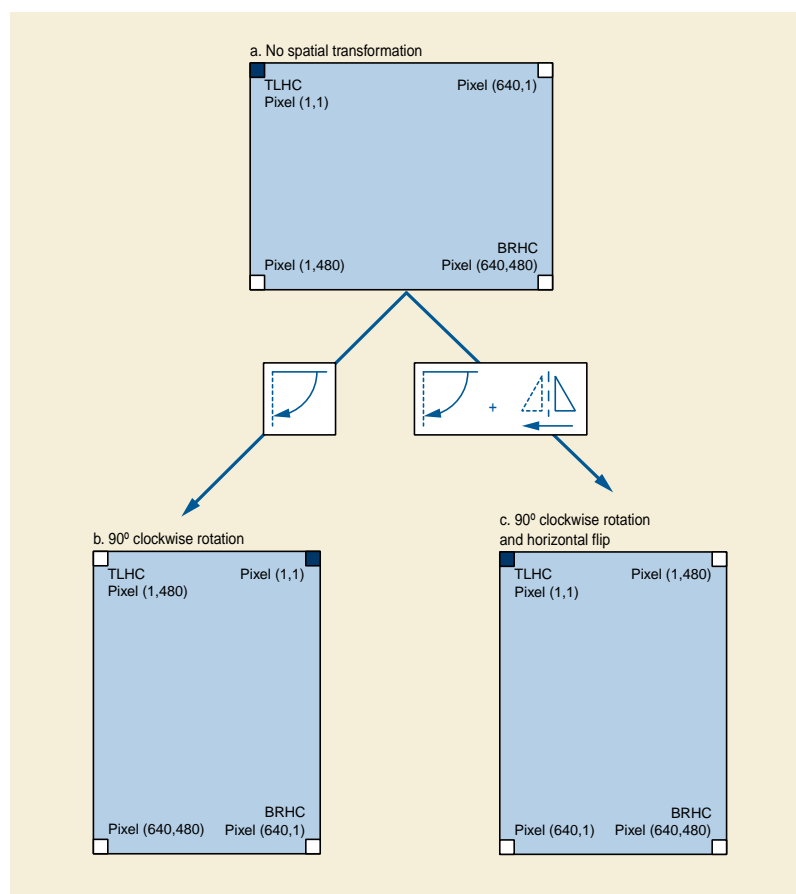 a. No spatial transformation
TLHC
Pixel (1,1)
Pixel (640,1)
Pixel (1,480)
BRHC
Pixel (640,480)
+
b. 90º clockwise rotation
TLHC
Pixel (1,480)
Pixel (1,1)
Pixel (640,480)
BRHC
Pixel (640,1)
c. 90º clockwise rotation
and horizontal flip
TLHC
Pixel (1,1)
Pixel (1,480)
Pixel (640,1)
BRHC
Pixel (640,480)